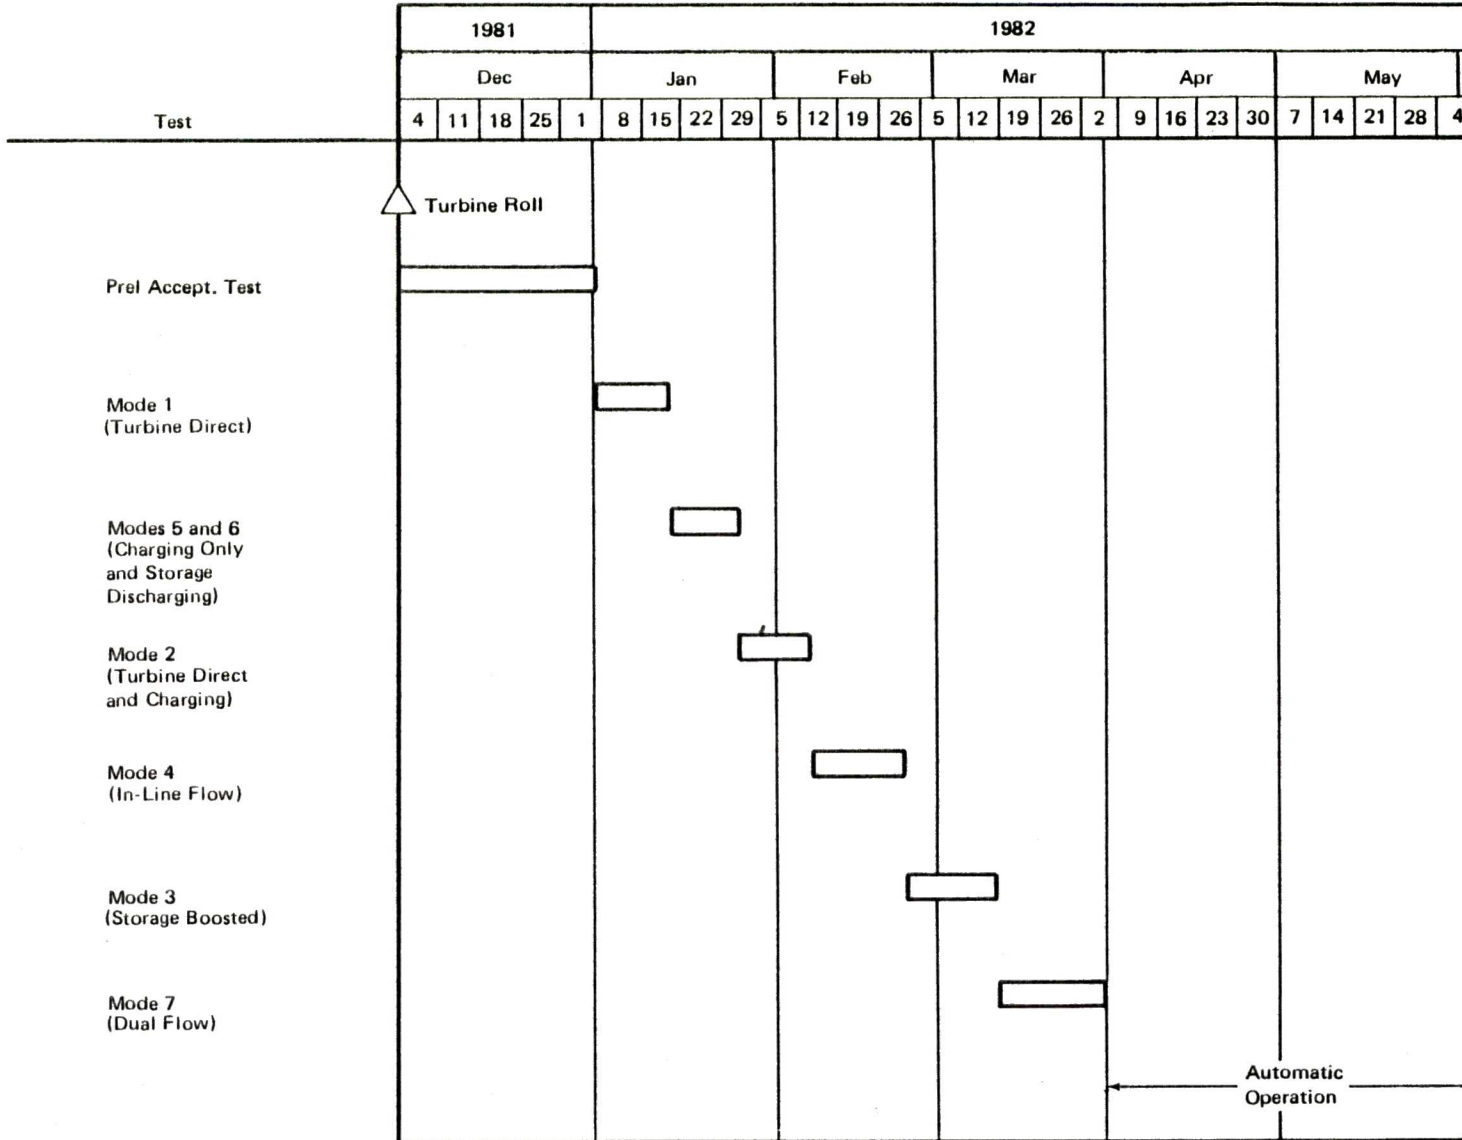 1981 1982
Dec Jan Feb Mar Apr May
Test 4 11 18 25 1 8 15 22 29 5 12 19 26 5 12 19 26 2 9 16 23 30 7 14 21 28 4
Turbine Roll
Prel Accept. Test
Mode 1
(Turbine Direct)
Modes 5 and 6
(Charging Only
and Storage
Discharging)
Mode 2
(Turbine Direct
and Charging)
Mode 4
(In-Line Flow)
Mode 3
(Storage Boosted)
Mode 7
(Dual Flow)
Automatic
Operation